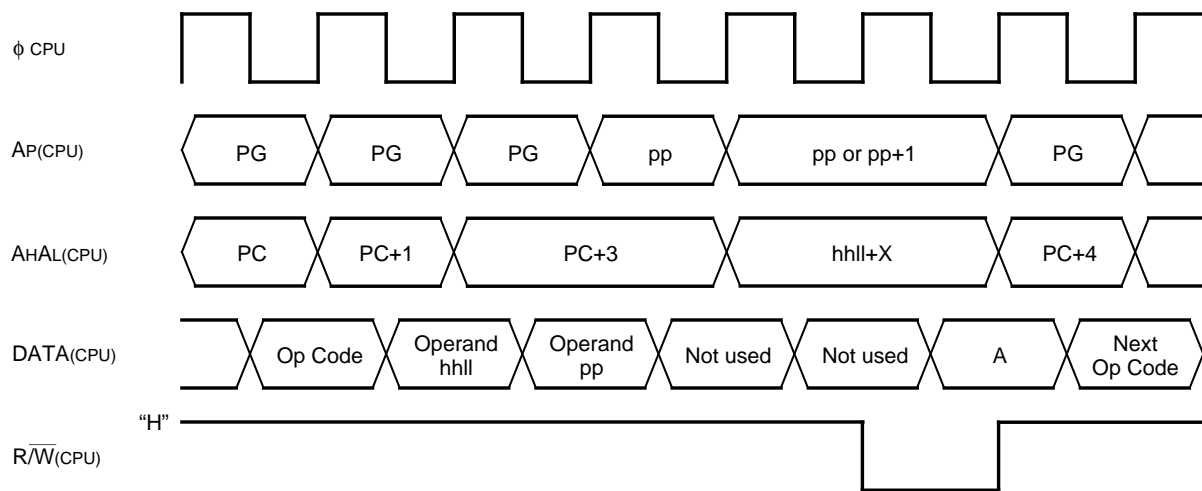 ϕ CPU
AP(CPU) PG PG PG pp pp or pp+1 PG
AHAL(CPU) PC PC+1 PC+3 hhll+X PC+4
DATA(CPU) Op Code Operand hhll Operand pp Not used Not used A Next Op Code
“H”
R/W̅(CPU)